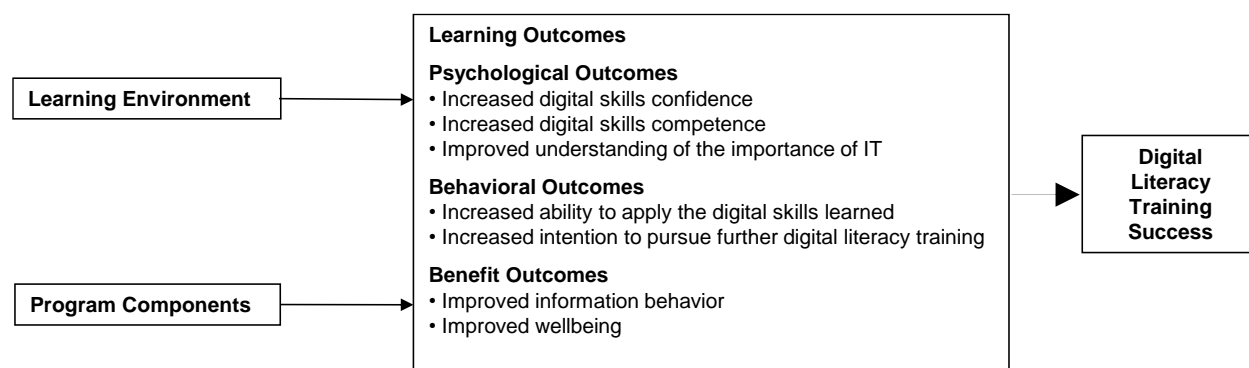 Learning Environment
Program Components
Learning Outcomes
Psychological Outcomes
• Increased digital skills confidence
• Increased digital skills competence
• Improved understanding of the importance of IT
Behavioral Outcomes
• Increased ability to apply the digital skills learned
• Increased intention to pursue further digital literacy training
Benefit Outcomes
• Improved information behavior
• Improved wellbeing
Digital
Literacy
Training
Success